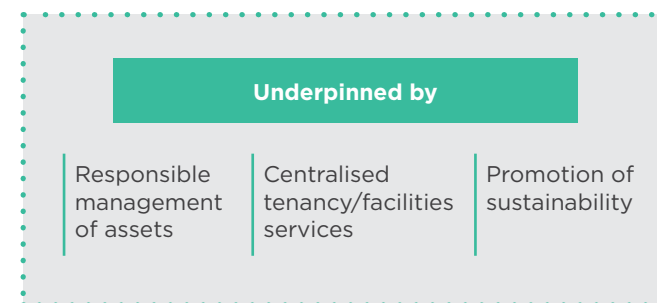 Underpinned by
Responsible
management
of assets
Centralised
tenancy/facilities
services
Promotion of
sustainability